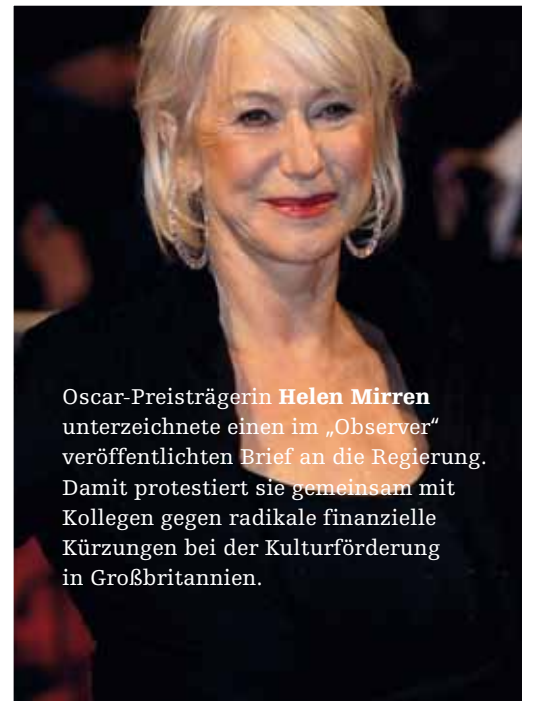 Oscar-Preisträgerin Helen Mirren
unterzeichnete einen im „Observer“
veröffentlichten Brief an die Regierung.
Damit protestiert sie gemeinsam mit
Kollegen gegen radikale finanzielle
Kürzungen bei der Kulturförderung
in Großbritannien.